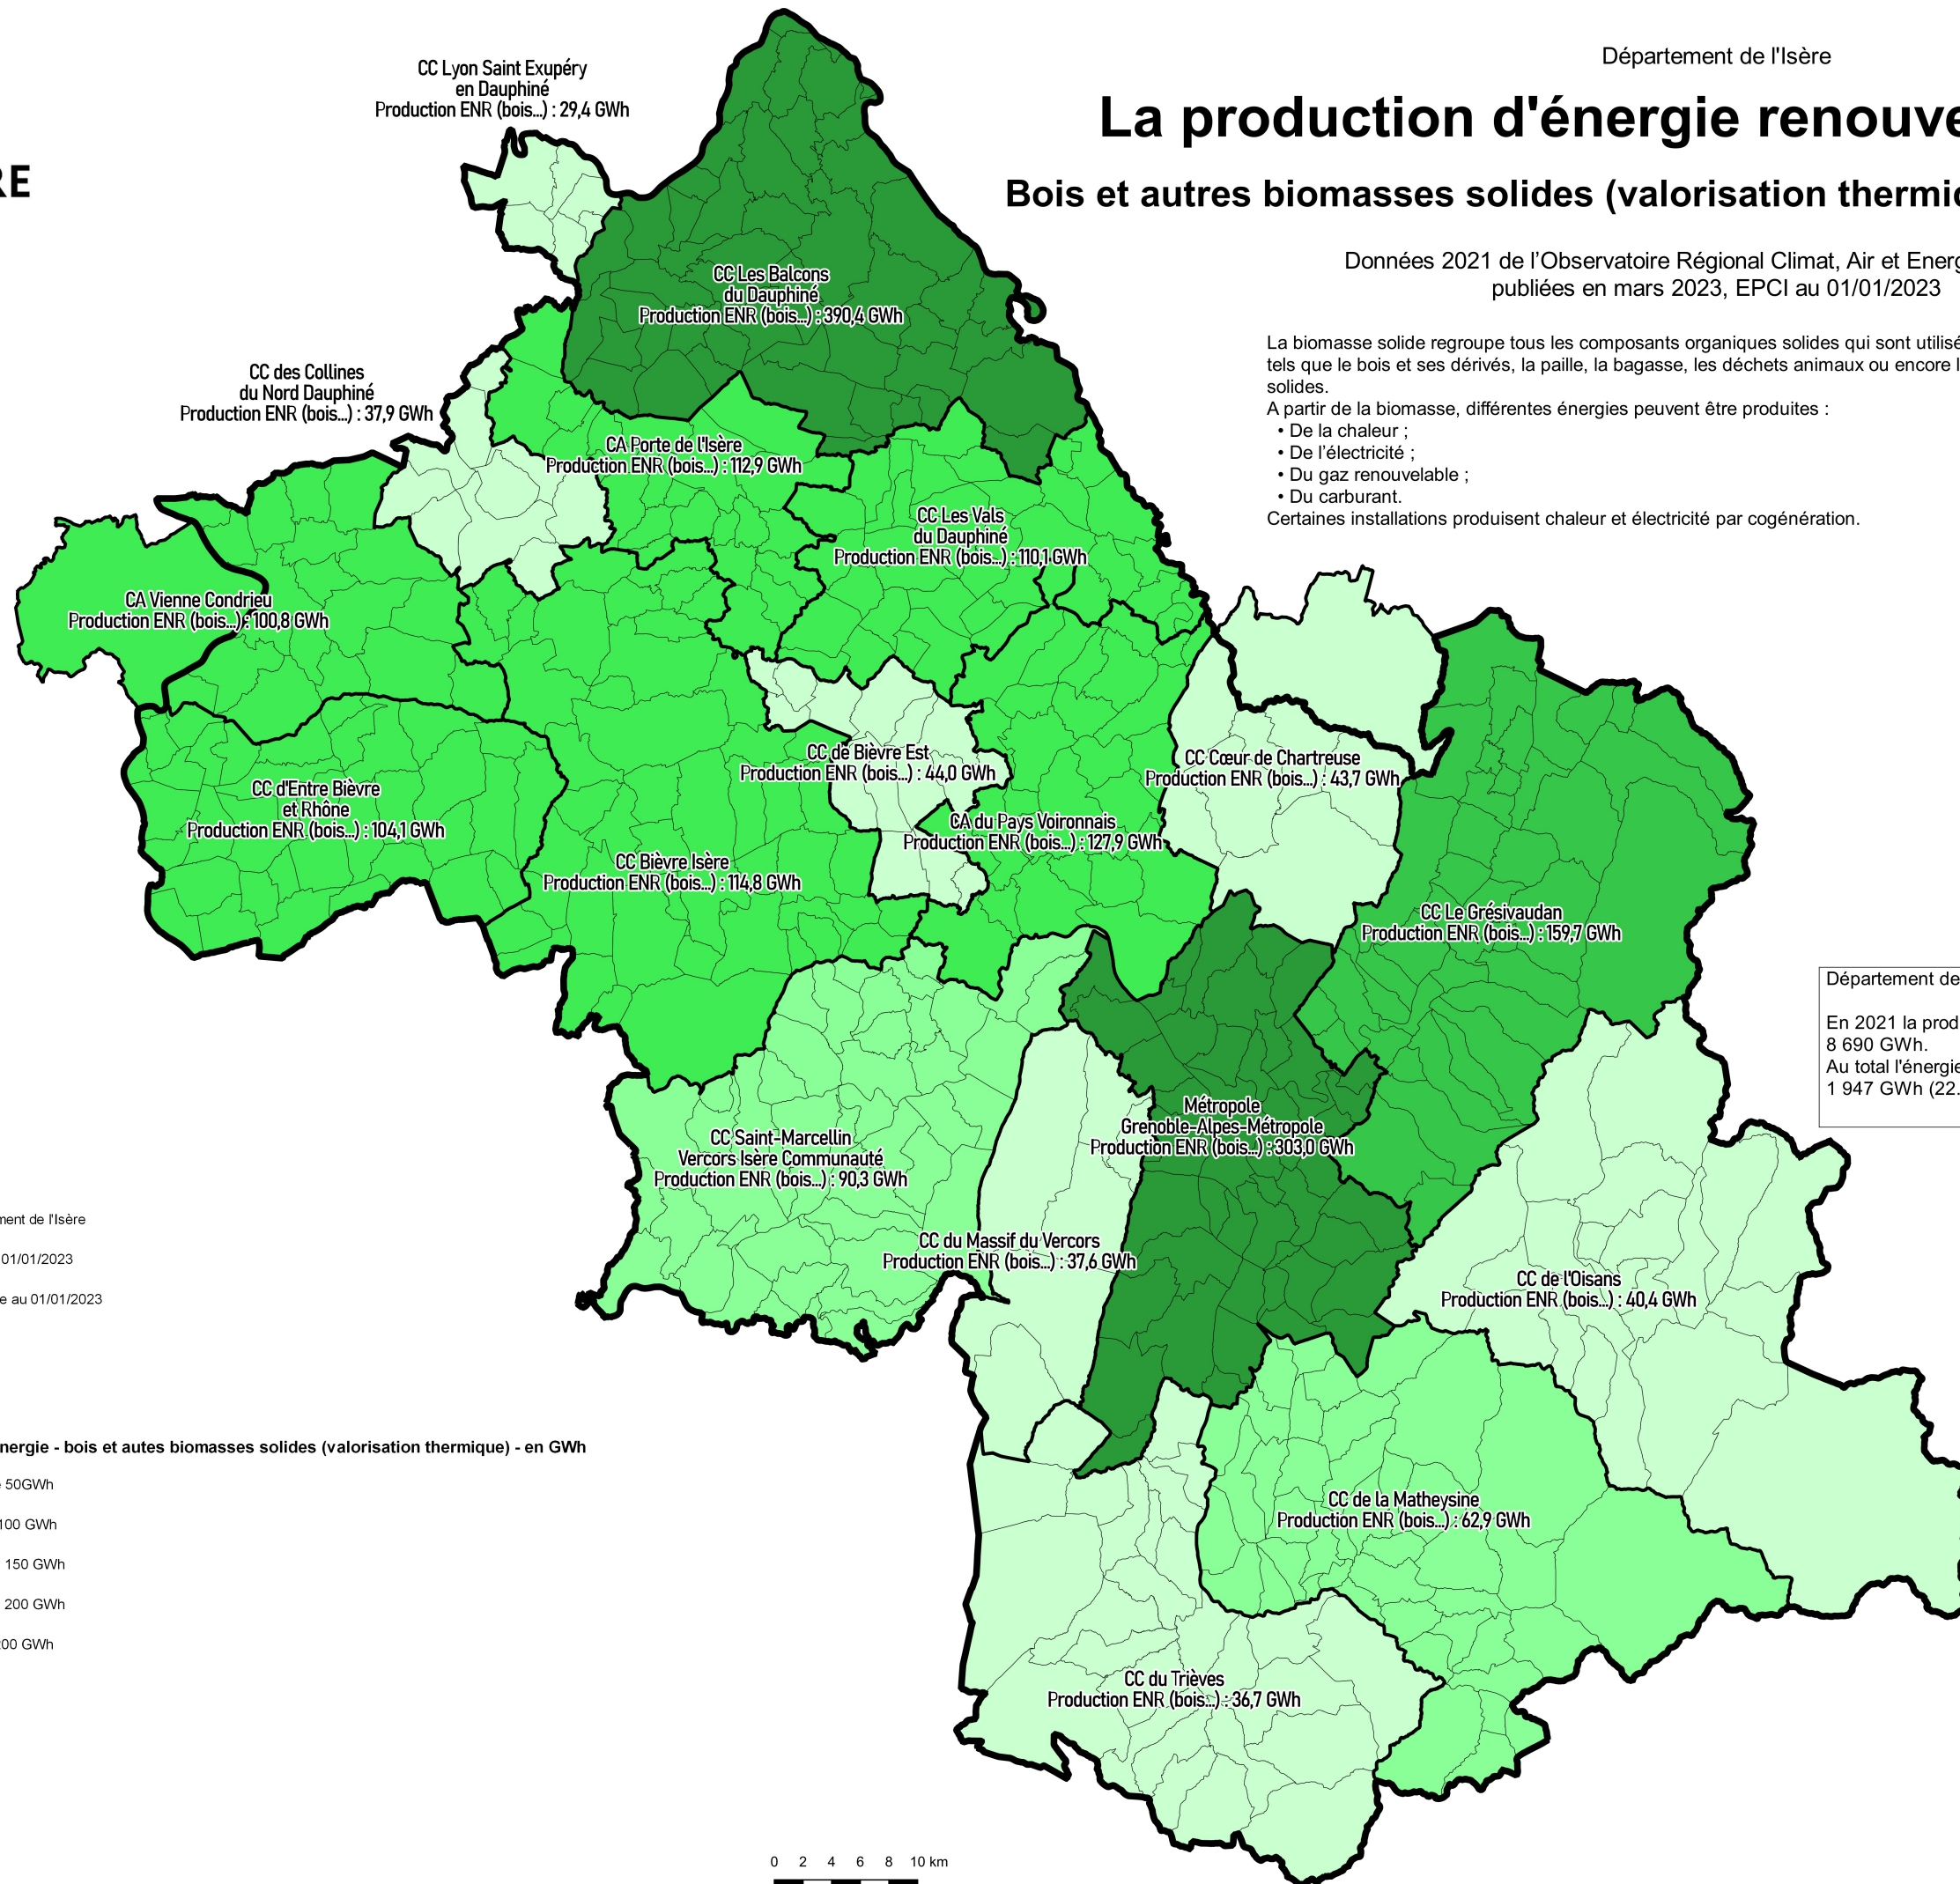 Département de l'Isère
La production d'énergie renouve
Bois et autres biomasses solides (valorisation thermi
Données 2021 de l'Observatoire Régional Climat, Air et Energ
publiées en mars 2023, EPCI au 01/01/2023
La biomasse solide regroupe tous les composants organiques solides qui sont utilisé
tels que le bois et ses dérivés, la paille, la bagasse, les déchets animaux ou encore l
solides.
A partir de la biomasse, différentes énergies peuvent être produites :
• De la chaleur ;
• De l'électricité ;
• Du gaz renouvelable ;
• Du carburant.
Certaines installations produisent chaleur et électricité par cogénération.
RE
CC Lyon Saint Exupéry
en Dauphiné
Production ENR (bois...) : 29,4 GWh
CC Les Balcons
du Dauphiné
Production ENR (bois...) : 390,4 GWh
CC des Collines
du Nord Dauphiné
Production ENR (bois...) : 37,9 GWh
CA Porte de l'Isère
Production ENR (bois...) : 112,9 GWh
CC Les Vals
du Dauphiné
Production ENR (bois...) : 110,1 GWh
CA Vienne Condrieu
Production ENR (bois...) : 100,8 GWh
CC de Bièvre Est
Production ENR (bois...) : 44,0 GWh
CC Cœur de Chartreuse
Production ENR (bois...) : 43,7 GWh
CC d'Entre Bièvre
et Rhône
Production ENR (bois...) : 104,1 GWh
CA du Pays Voironnais
Production ENR (bois...) : 127,9 GWh
CC Bièvre Isère
Production ENR (bois...) : 114,8 GWh
CC Le Grésivaudan
Production ENR (bois...) : 159,7 GWh
Département de
En 2021 la prod
8 690 GWh.
Au total l'énergie
1 947 GWh (22.
Métropole
Grenoble-Alpes-Métropole
Production ENR (bois...) : 303,0 GWh
CC Saint-Marcellin
Vercors Isère Communauté
Production ENR (bois...) : 90,3 GWh
CC du Massif du Vercors
Production ENR (bois...) : 37,6 GWh
CC de l'Oisans
Production ENR (bois...) : 40,4 GWh
CC de la Matheysine
Production ENR (bois...) : 62,9 GWh
CC du Trièves
Production ENR (bois...) : 36,7 GWh
ment de l'Isère
01/01/2023
e au 01/01/2023
nergie - bois et autes biomasses solides (valorisation thermique) - en GWh
e 50GWh
100 GWh
150 GWh
200 GWh
200 GWh
0 2 4 6 8 10 km